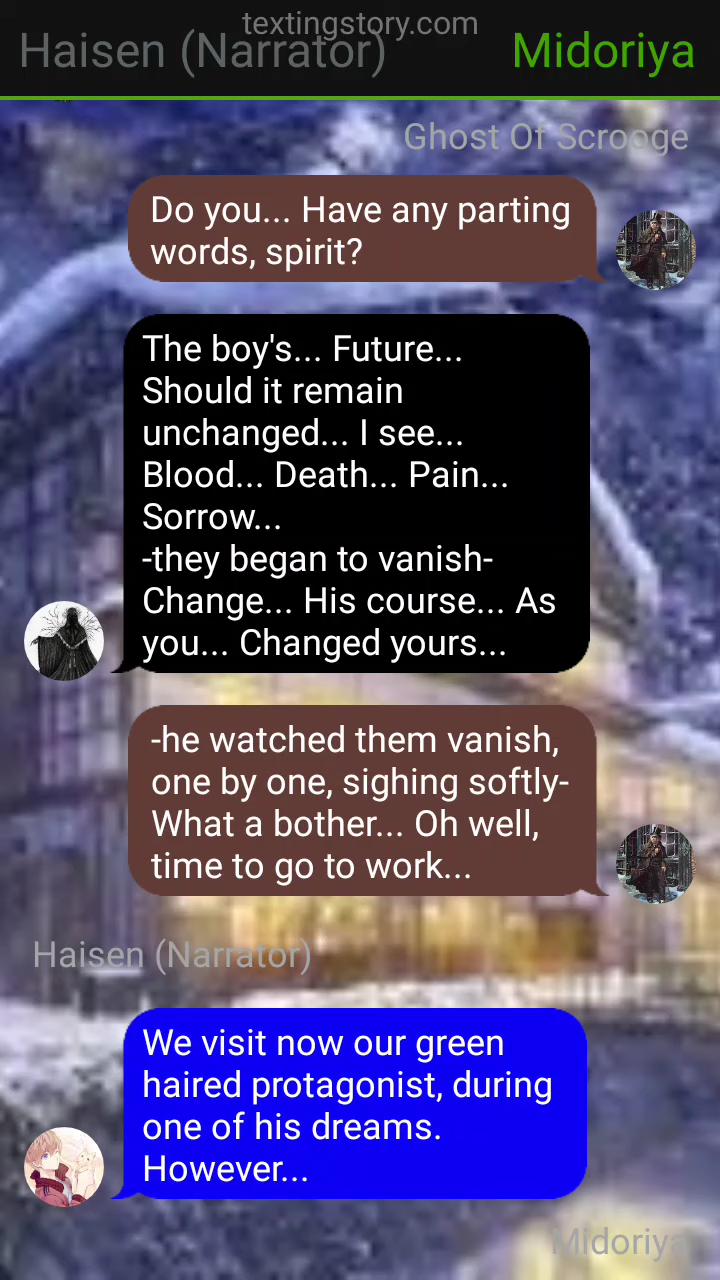 textingstory.com
Haisen (Narrator)
Midoriya
Ghost Of Scrooge
Do you... Have any parting
words, spirit?
The boy's... Future...
Should it remain
unchanged... I see...
Blood... Death... Pain...
Sorrow...
-they began to vanish-
Change... His course... As
you... Changed yours...
-he watched them vanish,
one by one, sighing softly-
What a bother... Oh well,
time to go to work...
Haisen (Narrator)
We visit now our green
haired protagonist, during
one of his dreams.
However...
Midoriya